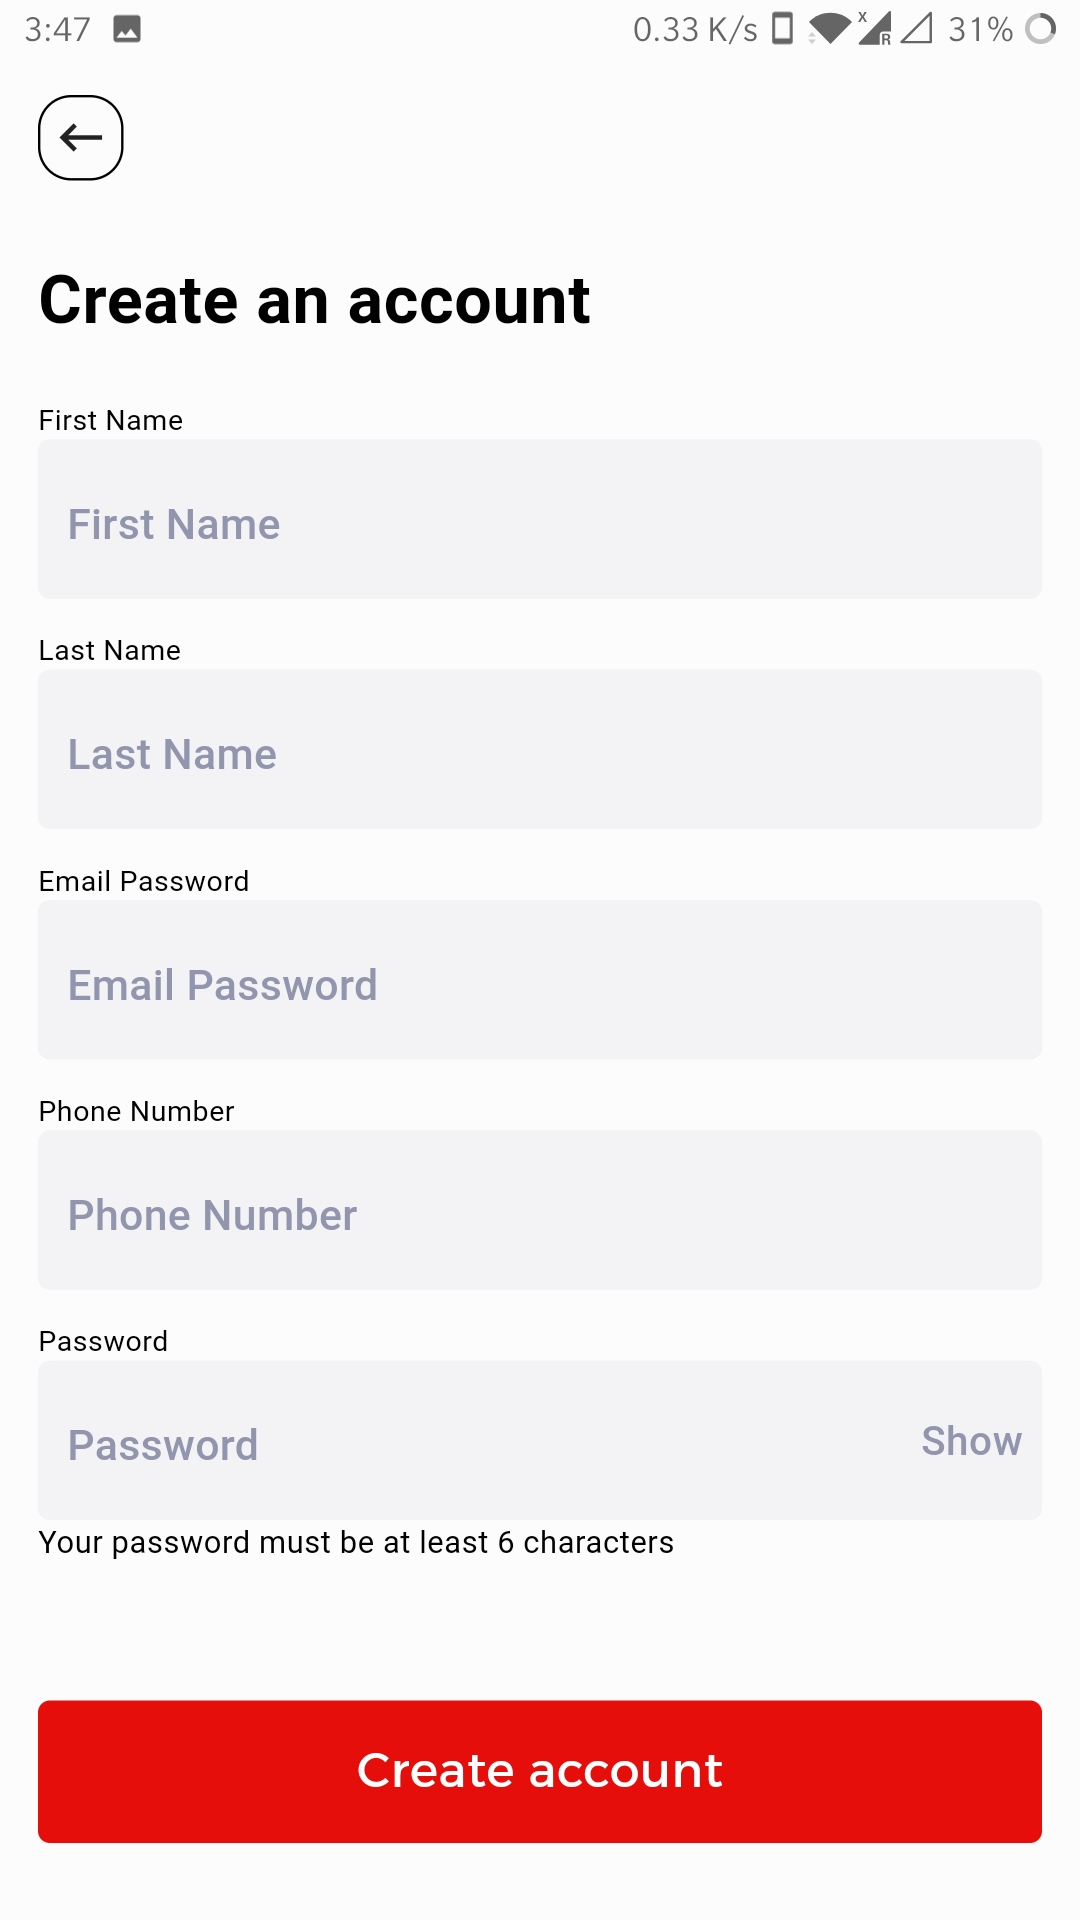 3:47 0.33 K/s x R 31%
Create an account
First Name
First Name
Last Name
Last Name
Email Password
Email Password
Phone Number
Phone Number
Password
Password Show
Your password must be at least 6 characters
Create account